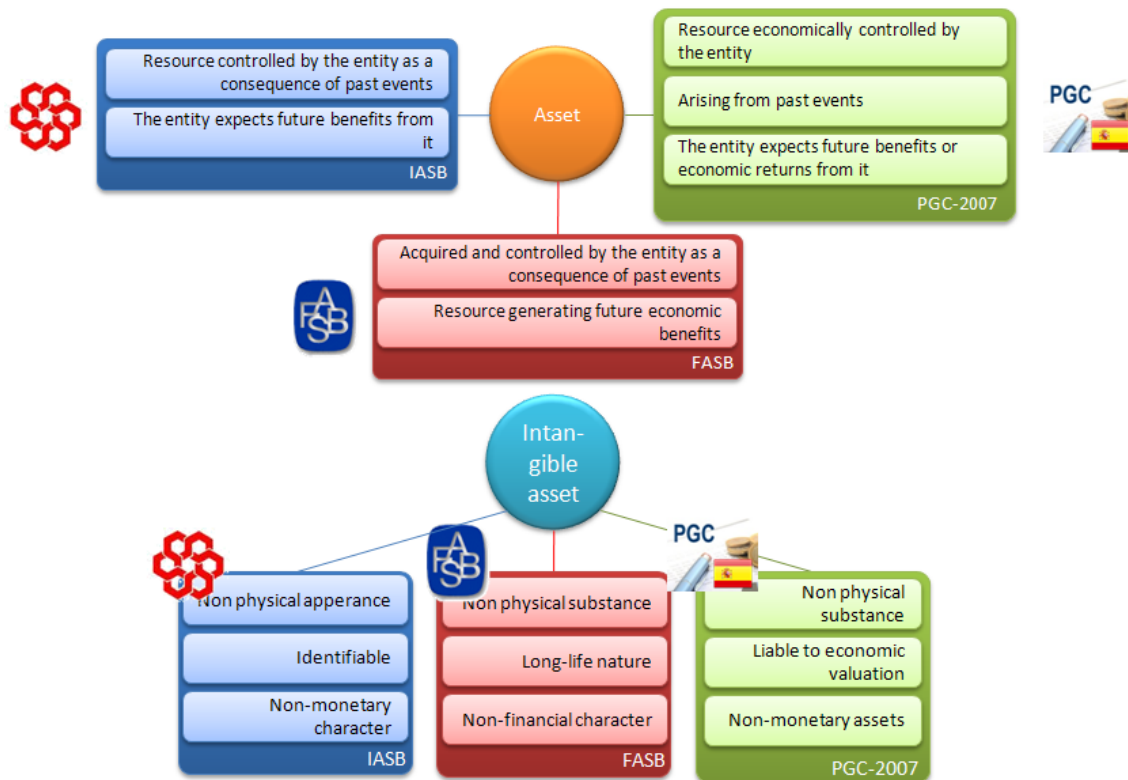 Resource controlled by the entity as a
consequence of past events
The entity expects future benefits from
it
IASB
Asset
Resource economically controlled by
the entity
Arising from past events
The entity expects future benefits or
economic returns from it
PGC-2007
PGC
Acquired and controlled by the entity as a
consequence of past events
Resource generating future economic
benefits
FASB
FASB
Intan-
gible
asset
Non physical apperance
Identifiable
Non-monetary
character
IASB
FASB
Non physical substance
Long-life nature
Non-financial character
FASB
PGC
Non physical
substance
Liable to economic
valuation
Non-monetary assets
PGC-2007